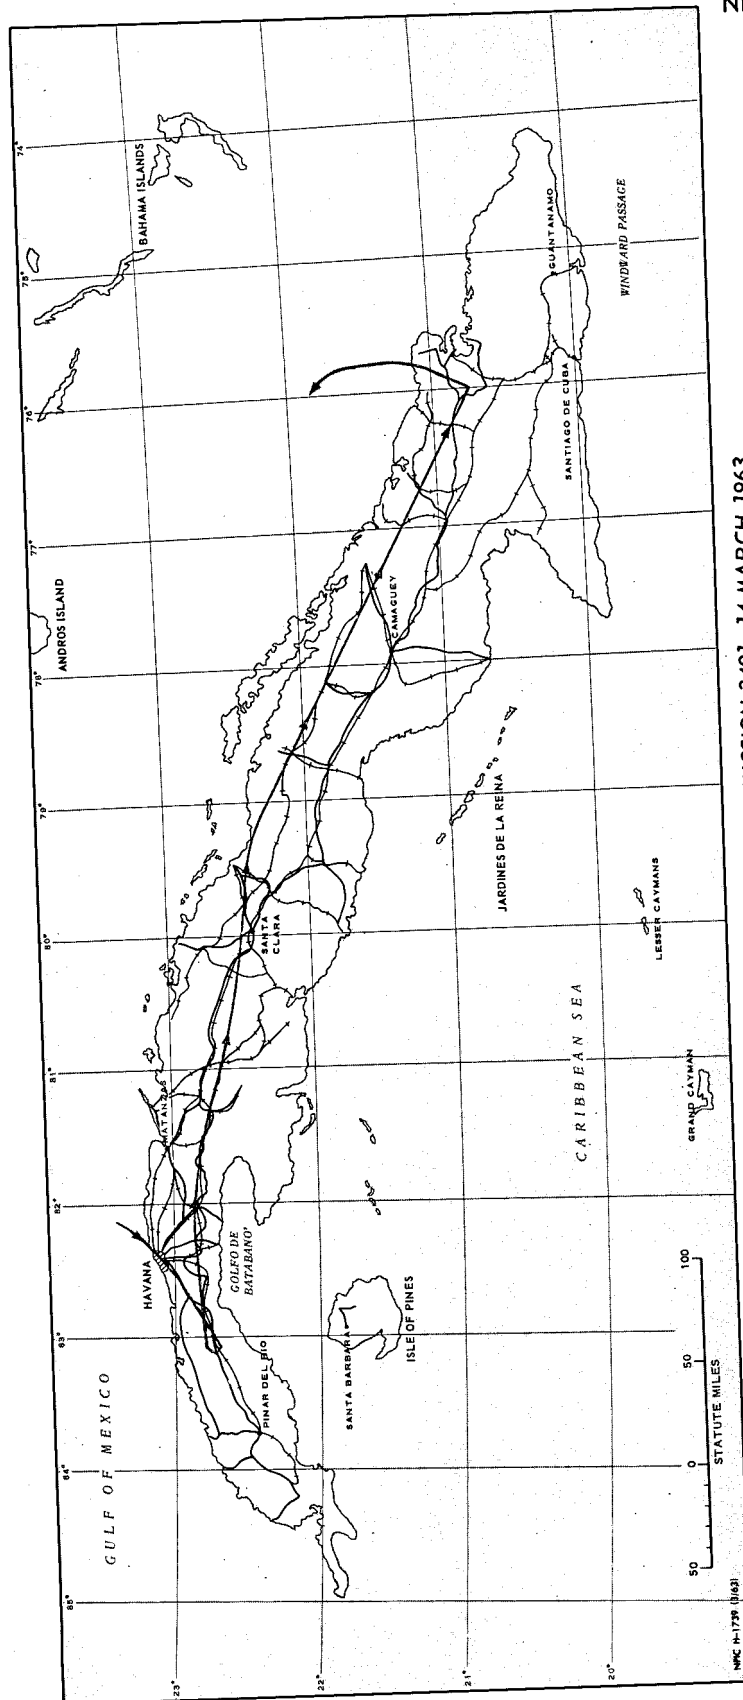 GULF OF MEXICO
85°
84°
83°
82°
81°
80°
79°
78°
77°
76°
75°
74°
23°
22°
21°
20°
HAVANA
MATANZAS
PINAR DEL RIO
GOLFO DE
BATABANO'
SANTA BARBARA
ISLE OF PINES
SANTA
CLARA
CAMAGUEY
ANDROS ISLAND
BAHAMA ISLANDS
JARDINES DE LA REINA
CARIBBEAN SEA
GRAND CAYMAN
LESSER CAYMANS
SANTIAGO DE CUBA
GUANTANAMO
WINDWARD PASSAGE
50 0 50 100
STATUTE MILES
NPIC H-1739 (3/63)
14 MARCH 1963